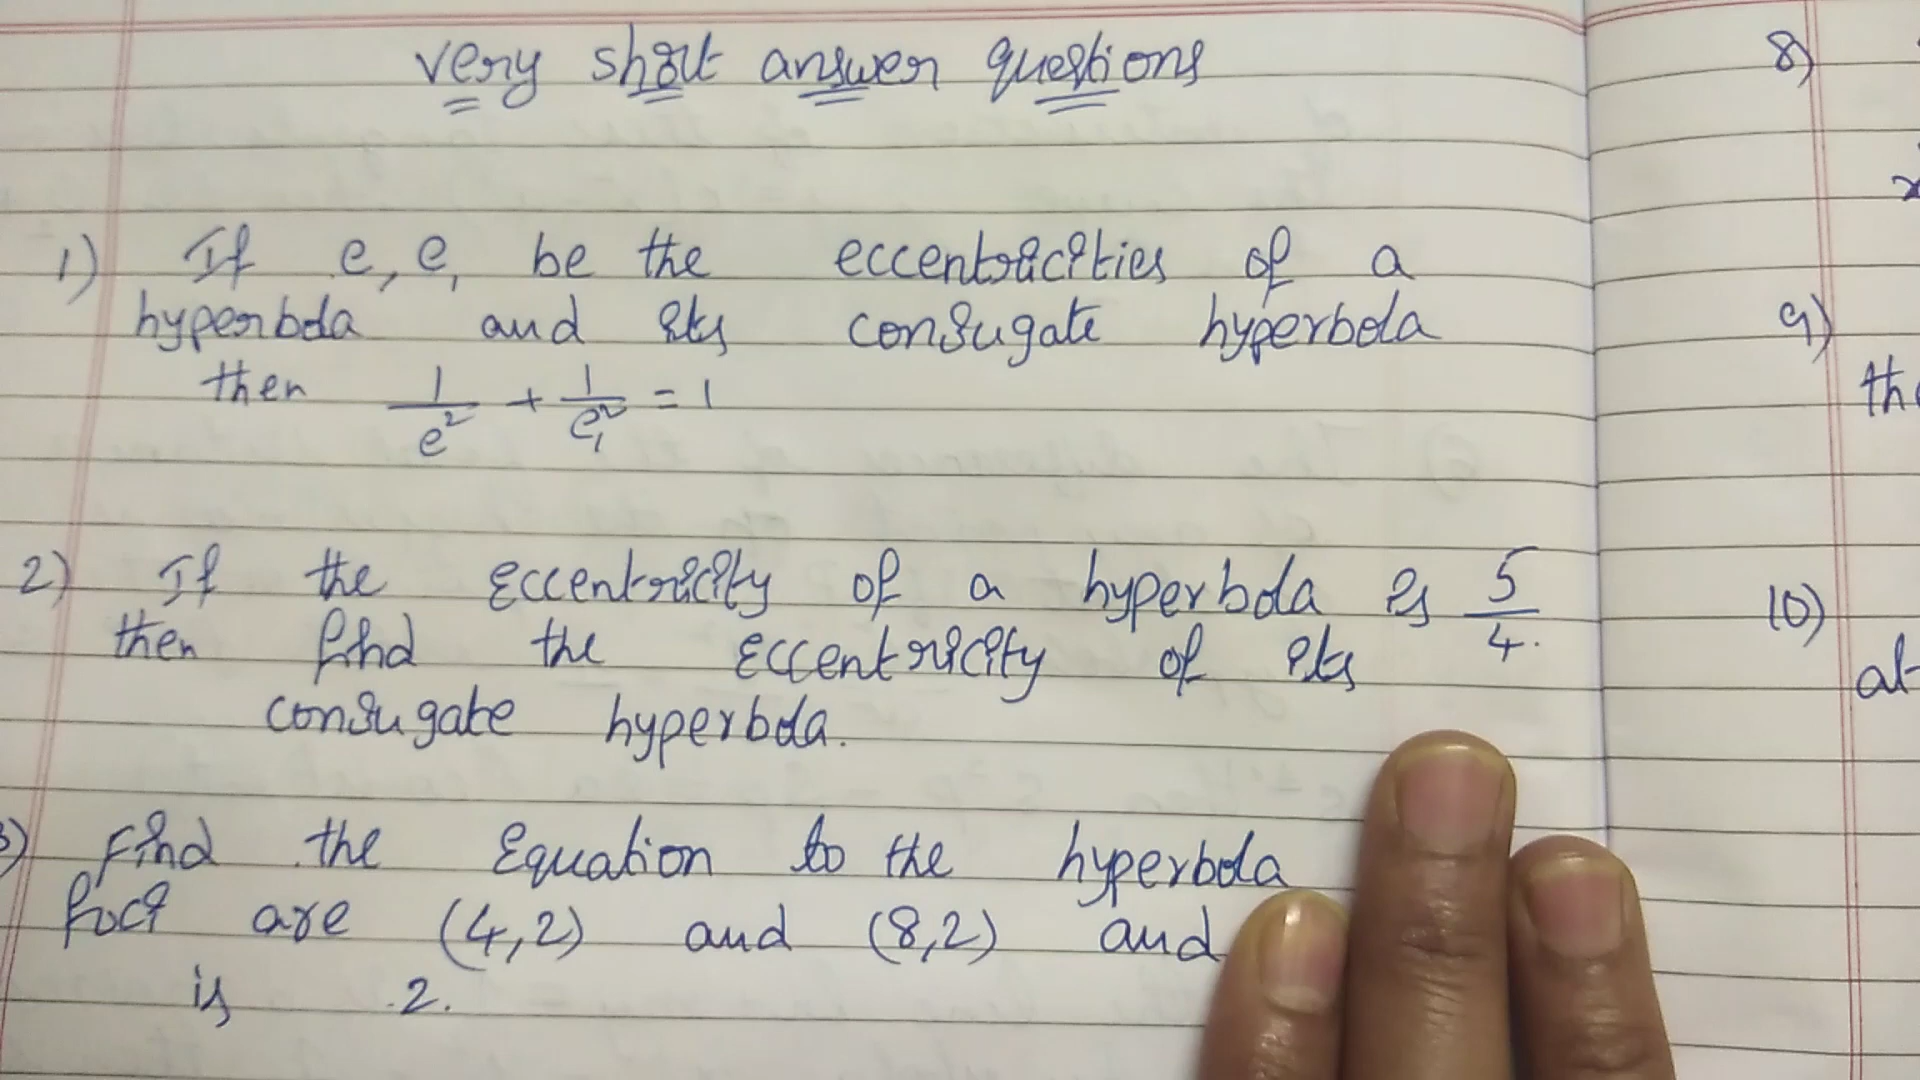 very short answer questions
1) If e, e₁ be the eccentricities of a
hyperbola and its conjugate hyperbola
then 1/e² + 1/e₁² = 1
2) If the eccentricity of a hyperbola is 5/4.
then find the eccentricity of its
conjugate hyperbola.
3) Find the Equation to the hyperbola
foci are (4,2) and (8,2) and
is 2.
8)
x
9)
10)